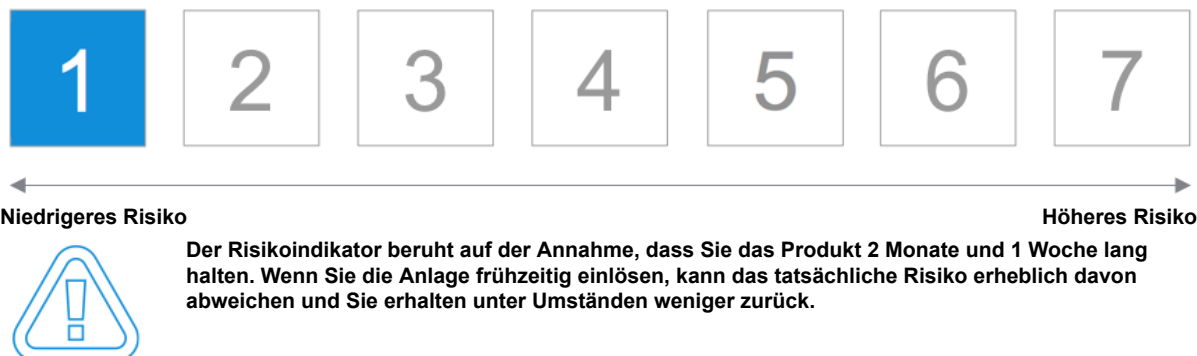 1 2 3 4 5 6 7
Niedrigeres Risiko Höheres Risiko
Der Risikoindikator beruht auf der Annahme, dass Sie das Produkt 2 Monate und 1 Woche lang
halten. Wenn Sie die Anlage frühzeitig einlösen, kann das tatsächliche Risiko erheblich davon
abweichen und Sie erhalten unter Umständen weniger zurück.